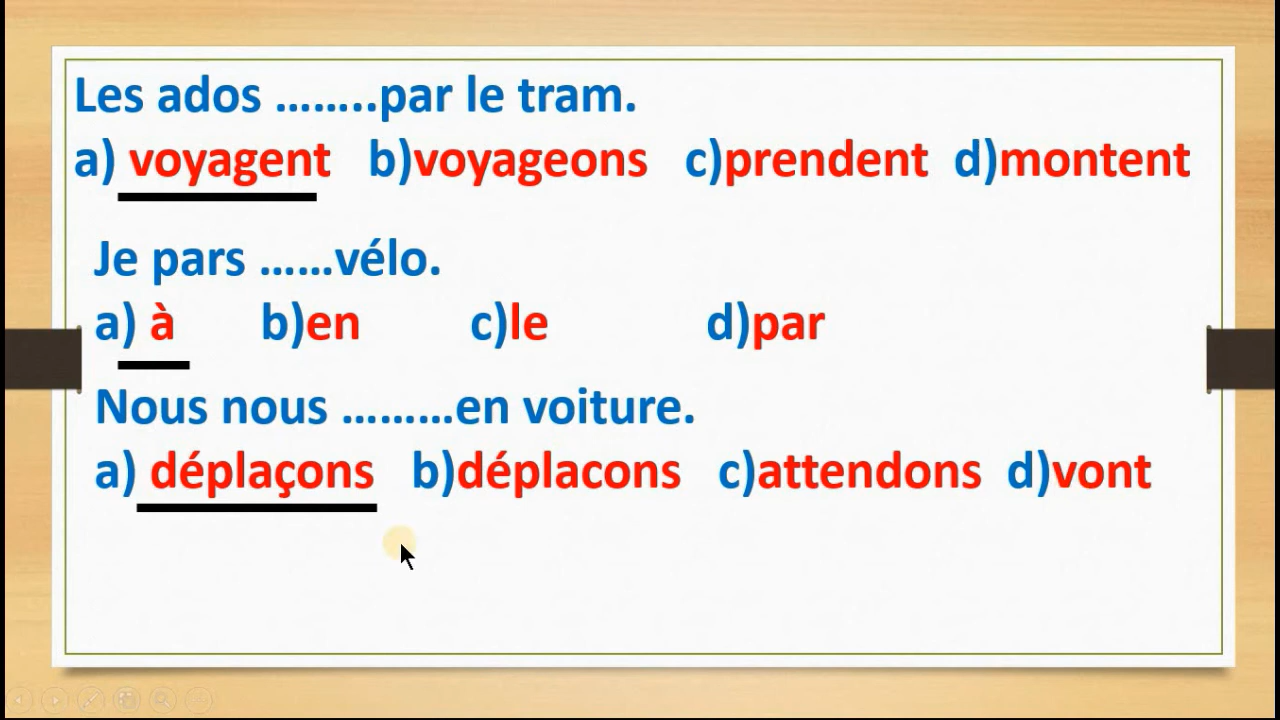 Les ados ……..par le tram.
a) voyagent b)voyageons c)prendent d)montent
Je pars ……vélo.
a) à b)en c)le d)par
Nous nous ………en voiture.
a) déplaçons b)déplacons c)attendons d)vont